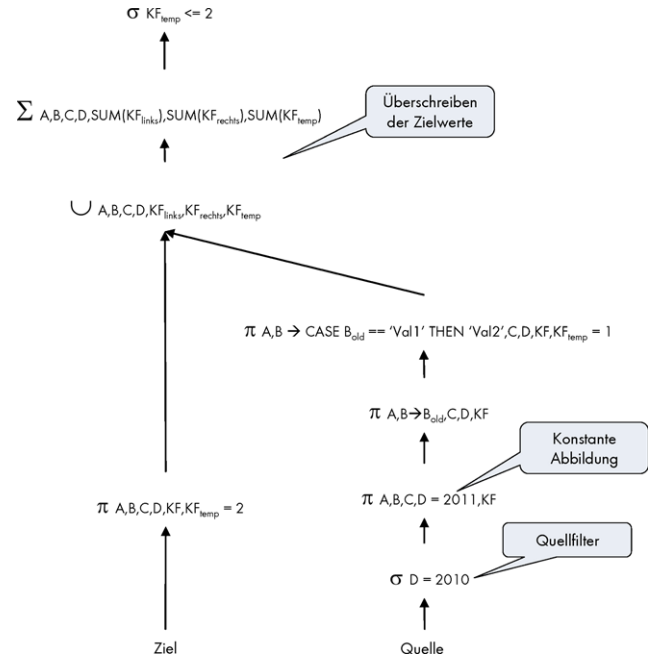 σ KF_temp <= 2
Σ A,B,C,D,SUM(KF_links),SUM(KF_rechts),SUM(KF_temp)
Überschreiben
der Zielwerte
∪ A,B,C,D,KF_links,KF_rechts,KF_temp
π A,B → CASE B_old == ‘Val1’ THEN ‘Val2’,C,D,KF,KF_temp = 1
π A,B→B_old,C,D,KF
Konstante
Abbildung
π A,B,C,D,KF,KF_temp = 2
π A,B,C,D = 2011,KF
Quellfilter
σ D = 2010
Ziel
Quelle